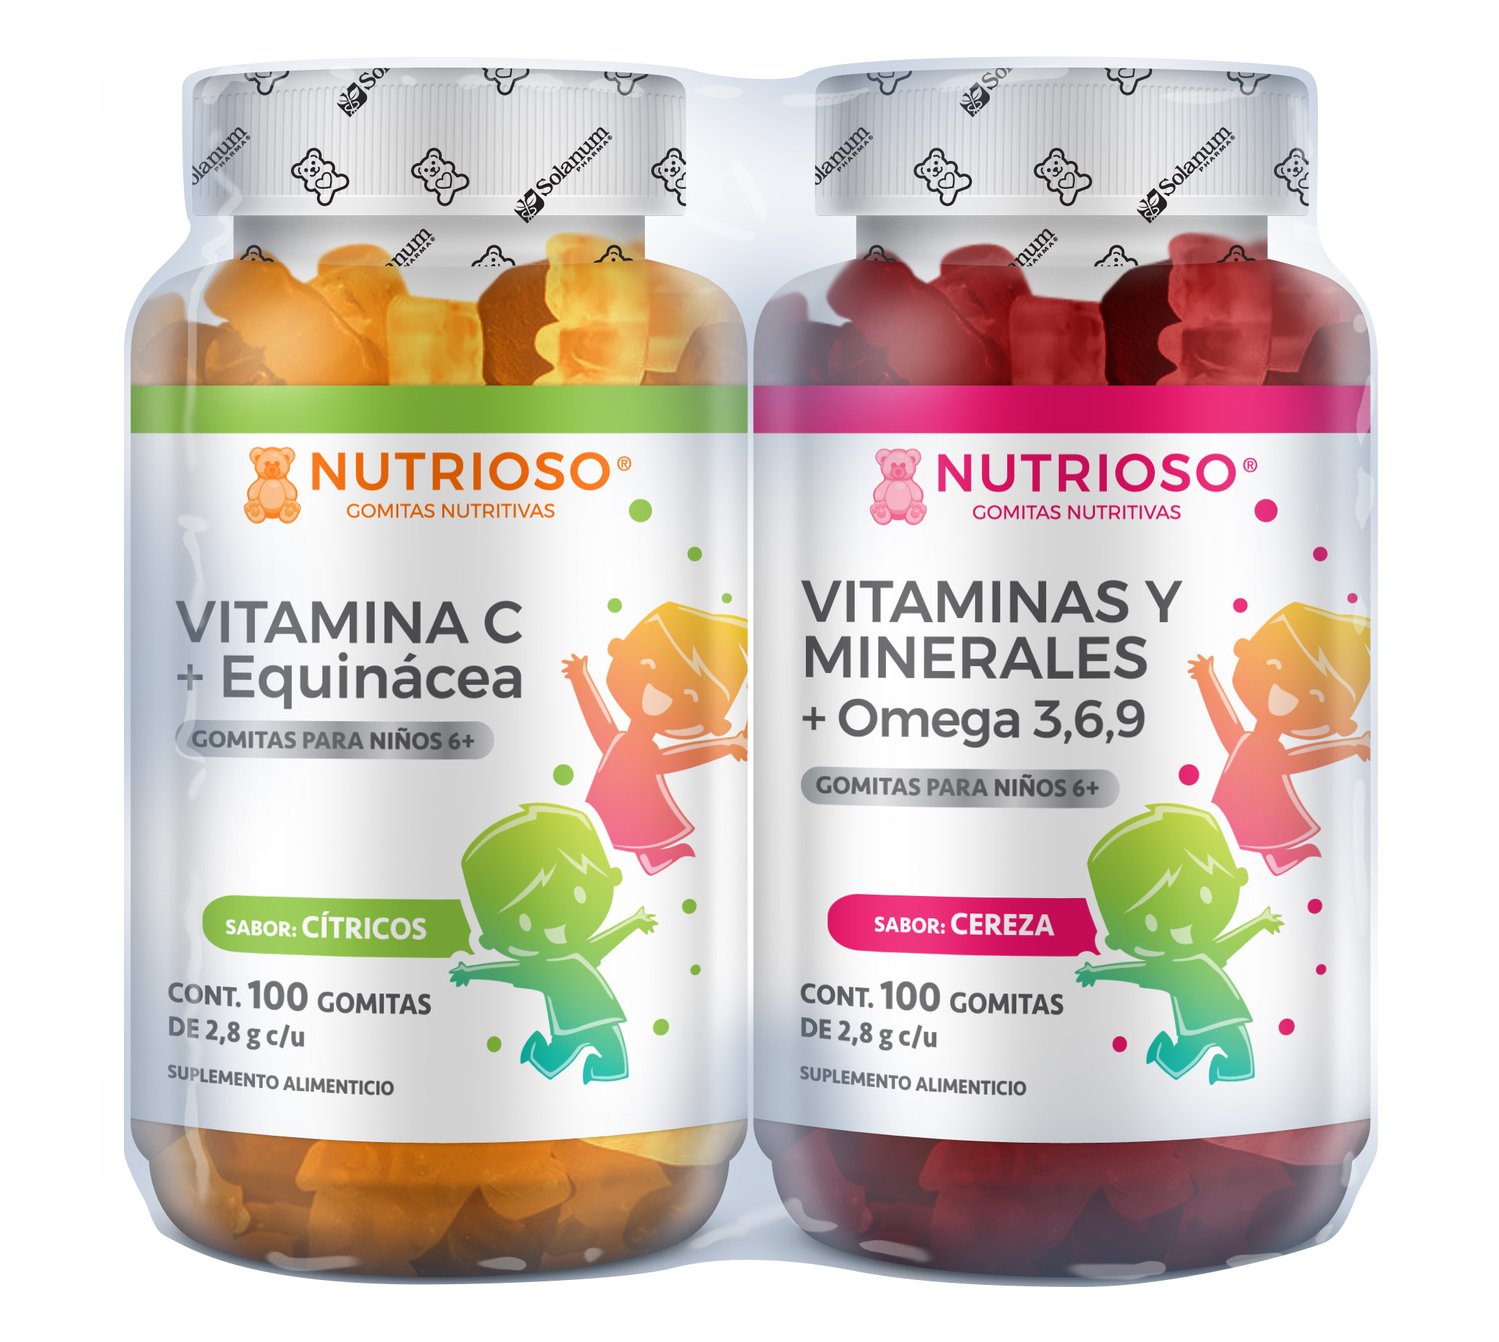 Solanum
PHARMA®
Solanum
PHARMA®
NUTRIOSO®
GOMITAS NUTRITIVAS
VITAMINA C
+ Equinácea
GOMITAS PARA NIÑOS 6+
SABOR: CÍTRICOS
CONT. 100 GOMITAS
DE 2,8 g c/u
SUPLEMENTO ALIMENTICIO
NUTRIOSO®
GOMITAS NUTRITIVAS
VITAMINAS Y
MINERALES
+ Omega 3,6,9
GOMITAS PARA NIÑOS 6+
SABOR: CEREZA
CONT. 100 GOMITAS
DE 2,8 g c/u
SUPLEMENTO ALIMENTICIO